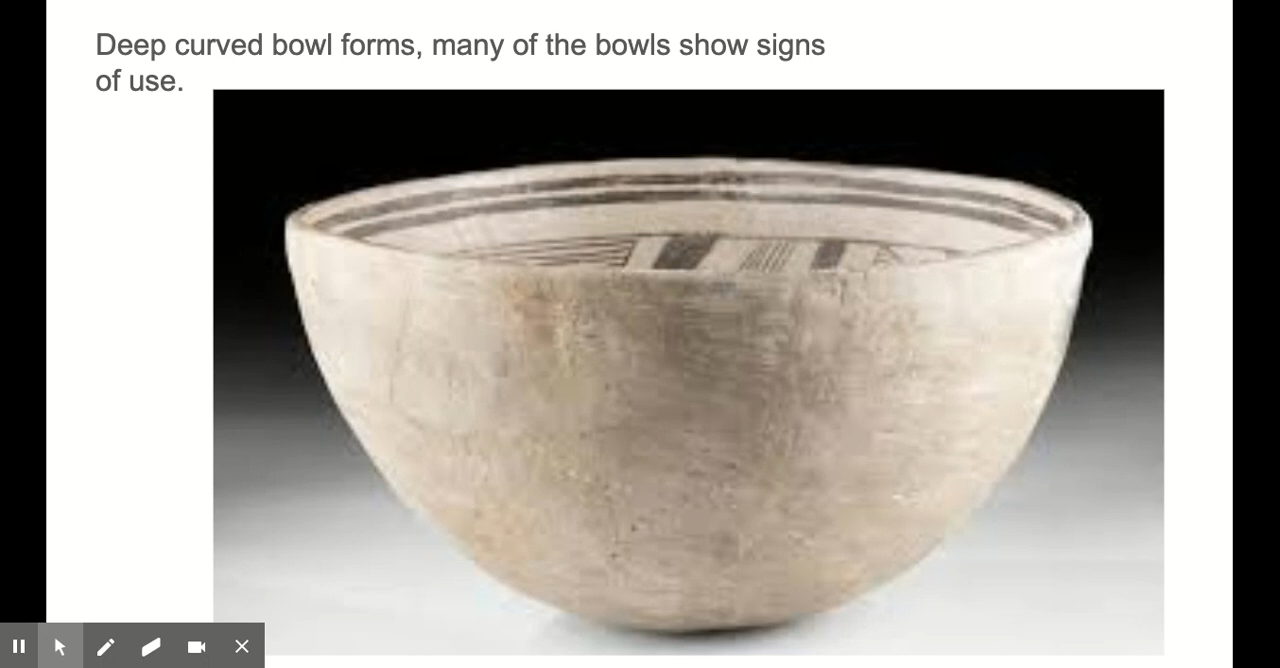 Deep curved bowl forms, many of the bowls show signs
of use.